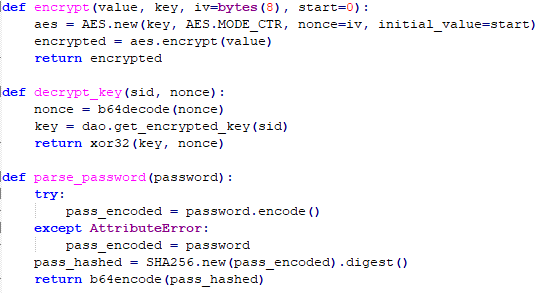 def encrypt(value, key, iv=bytes(8), start=0):
    aes = AES.new(key, AES.MODE_CTR, nonce=iv, initial_value=start)
    encrypted = aes.encrypt(value)
    return encrypted

def decrypt_key(sid, nonce):
    nonce = b64decode(nonce)
    key = dao.get_encrypted_key(sid)
    return xor32(key, nonce)

def parse_password(password):
    try:
        pass_encoded = password.encode()
    except AttributeError:
        pass_encoded = password
    pass_hashed = SHA256.new(pass_encoded).digest()
    return b64encode(pass_hashed)